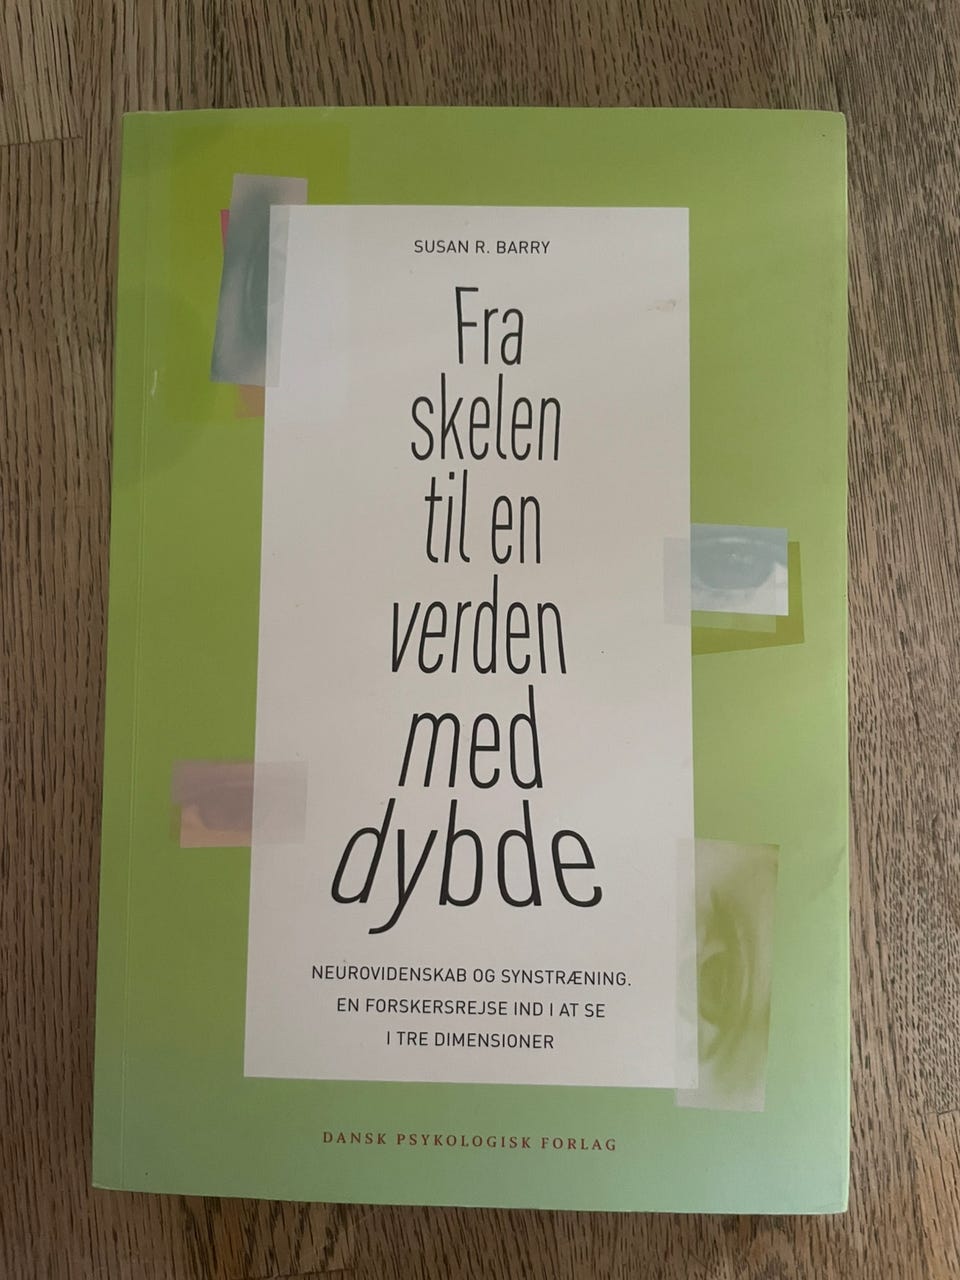 SUSAN R. BARRY
Fra
skelen
til en
verden
med
dybde
NEUROVIDENSKAB OG SYNSTRÆNING.
EN FORSKERSREJSE IND I AT SE
I TRE DIMENSIONER
DANSK PSYKOLOGISK FORLAG